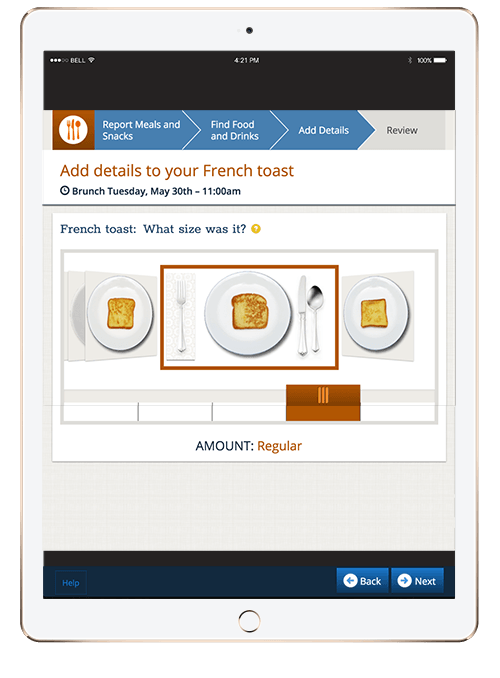 BELL 4:21 PM 100%
Report Meals and
Snacks
Find Food
and Drinks
Add Details
Review
Add details to your French toast
Brunch Tuesday, May 30th – 11:00am
French toast: What size was it? ?
AMOUNT: Regular
Help
Back
Next